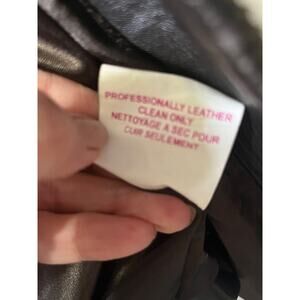 PROFESSIONALLY LEATHER
CLEAN ONLY
NETTOYAGE A SEC POUR
CUIR SEULEMENT